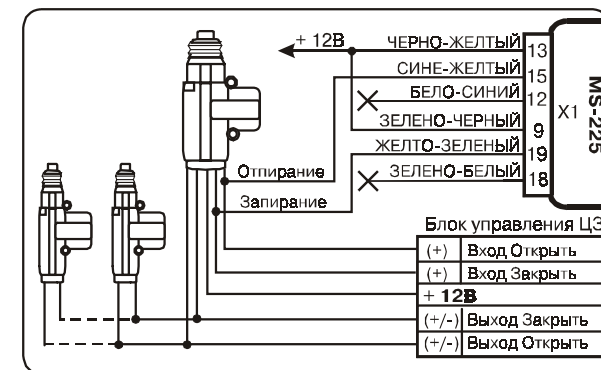 + 12В
ЧЕРНО-ЖЕЛТЫЙ 13
СИНЕ-ЖЕЛТЫЙ 15
БЕЛО-СИНИЙ 12
ЗЕЛЕНО-ЧЕРНЫЙ 9
ЖЕЛТО-ЗЕЛЕНЫЙ 19
ЗЕЛЕНО-БЕЛЫЙ 18
X1
MS-225
Отпирание
Запирание
Блок управления ЦЗ
(+) Вход Открыть
(+) Вход Закрыть
+ 12В
(+/-) Выход Закрыть
(+/-) Выход Открыть